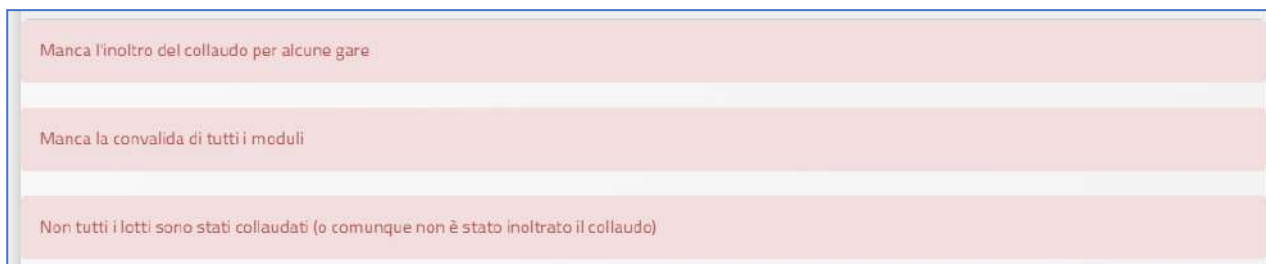 Manca l'inoltro del collaudo per alcune gare
Manca la convalida di tutti i moduli
Non tutti i lotti sono stati collaudati (o comunque non è stato inoltrato il collaudo)